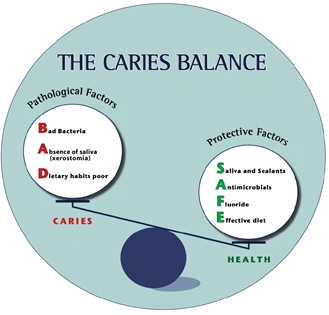 THE CARIES BALANCE
Pathological Factors
Bad Bacteria
Absence of saliva
(xerostomia)
Dietary habits poor
CARIES
Protective Factors
Saliva and Sealants
Antimicrobials
Fluoride
Effective diet
HEALTH